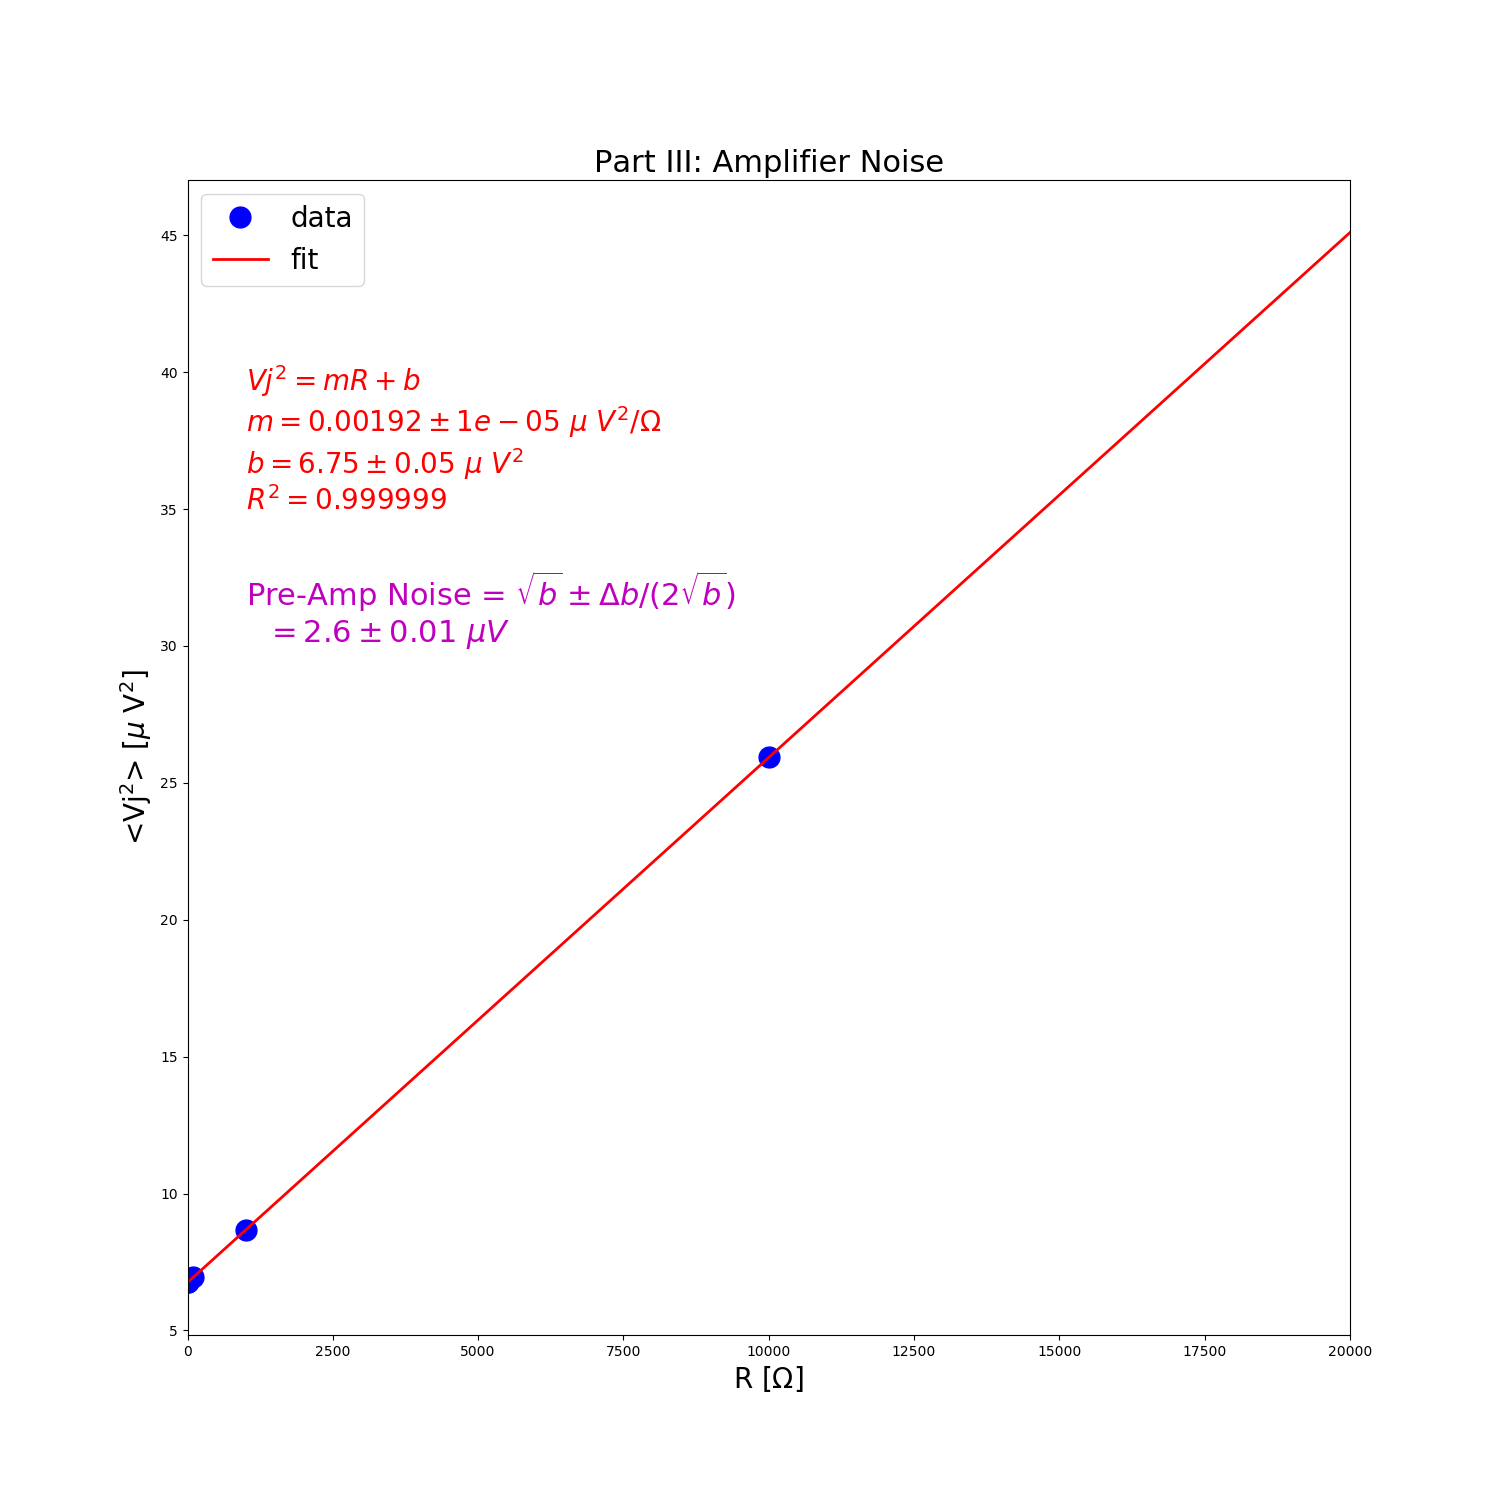 Part III: Amplifier Noise
data
fit
Vj² = mR + b
m = 0.00192 ± 1e − 05 μ V²/Ω
b = 6.75 ± 0.05 μ V²
R² = 0.999999
Pre-Amp Noise = √b ± Δb/(2√b)
= 2.6 ± 0.01 μV
<Vj²> [μ V²]
45
40
35
30
25
20
15
10
5
0 2500 5000 7500 10000 12500 15000 17500 20000
R [Ω]